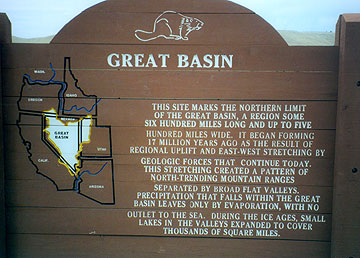 GREAT BASIN
WASH.
OREGON
IDAHO
NEVADA
GREAT BASIN
UTAH
CALIF.
ARIZONA
THIS SITE MARKS THE NORTHERN LIMIT
OF THE GREAT BASIN, A REGION SOME
SIX HUNDRED MILES LONG AND UP TO FIVE
HUNDRED MILES WIDE. IT BEGAN FORMING
17 MILLION YEARS AGO AS THE RESULT OF
REGIONAL UPLIFT AND EAST-WEST STRETCHING BY
GEOLOGIC FORCES THAT CONTINUE TODAY.
THIS STRETCHING CREATED A PATTERN OF
NORTH-TRENDING MOUNTAIN RANGES
SEPARATED BY BROAD FLAT VALLEYS.
PRECIPITATION THAT FALLS WITHIN THE GREAT
BASIN LEAVES ONLY BY EVAPORATION, WITH NO
OUTLET TO THE SEA. DURING THE ICE AGES, SMALL
LAKES IN THE VALLEYS EXPANDED TO COVER
THOUSANDS OF SQUARE MILES.